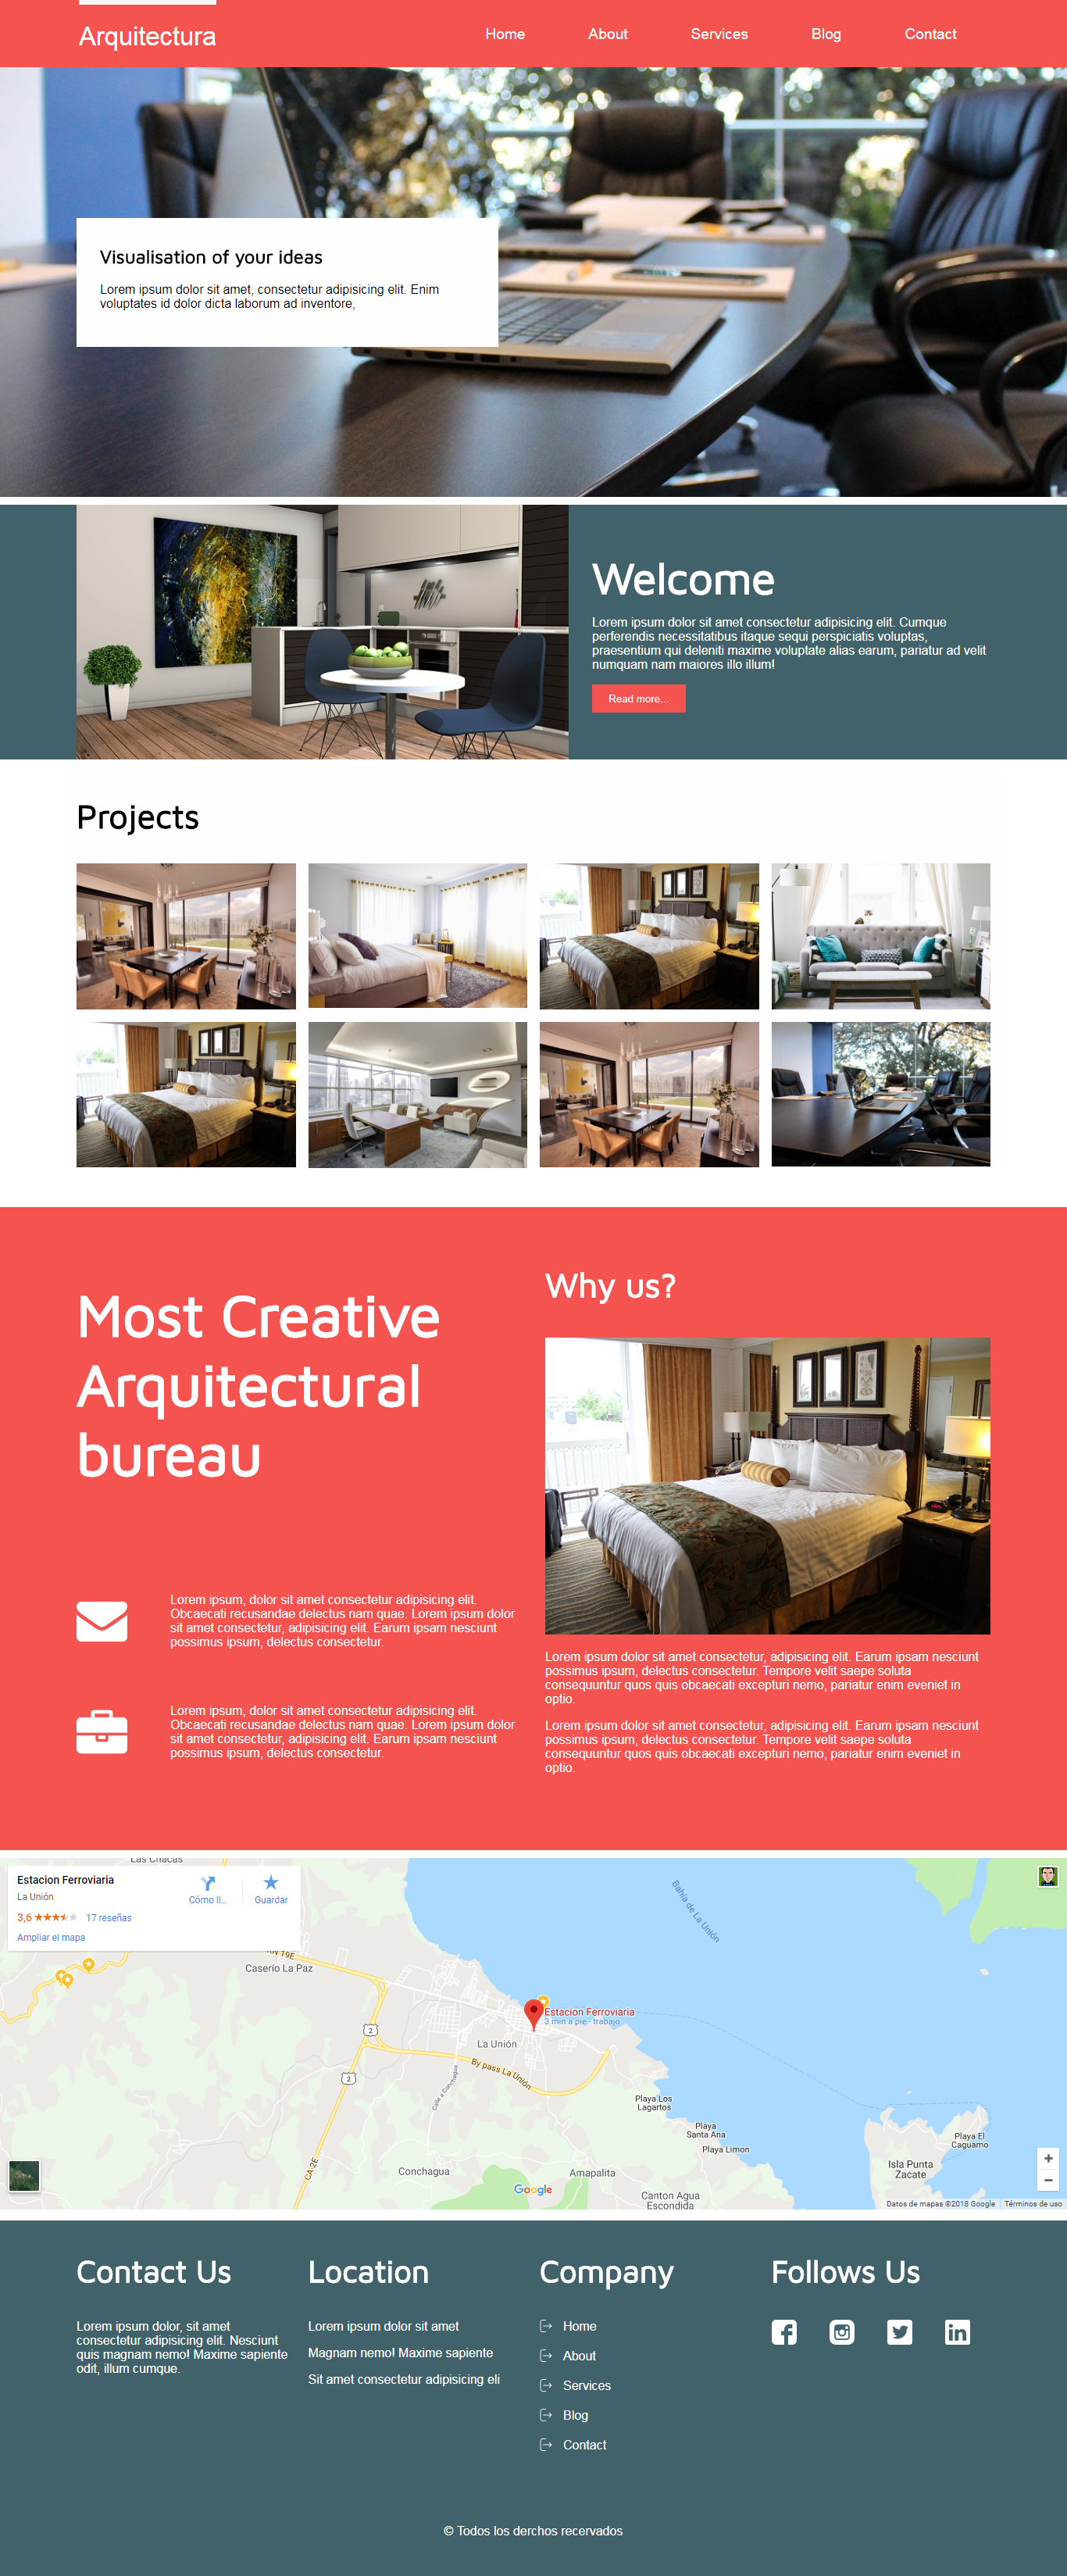 Arquitectura
Home About Services Blog Contact
Visualisation of your ideas
Lorem ipsum dolor sit amet, consectetur adipisicing elit. Enim
voluptates id dolor dicta laborum ad inventore,
Welcome
Lorem ipsum dolor sit amet consectetur adipisicing elit. Cumque
perferendis necessitatibus itaque sequi perspiciatis voluptas,
praesentium qui deleniti maxime voluptate alias earum, pariatur ad velit
numquam nam maiores illo illum!
Read more...
Projects
Most Creative
Arquitectural
bureau
Lorem ipsum, dolor sit amet consectetur adipisicing elit.
Obcaecati recusandae delectus nam quae. Lorem ipsum dolor
sit amet consectetur, adipisicing elit. Earum ipsam nesciunt
possimus ipsum, delectus consectetur.
Lorem ipsum, dolor sit amet consectetur adipisicing elit.
Obcaecati recusandae delectus nam quae. Lorem ipsum dolor
sit amet consectetur, adipisicing elit. Earum ipsam nesciunt
possimus ipsum, delectus consectetur.
Why us?
Lorem ipsum dolor sit amet consectetur, adipisicing elit. Earum ipsam nesciunt
possimus ipsum, delectus consectetur. Tempore velit saepe soluta
consequuntur quos quis obcaecati excepturi nemo, pariatur enim eveniet in
optio.
Lorem ipsum dolor sit amet consectetur, adipisicing elit. Earum ipsam nesciunt
possimus ipsum, delectus consectetur. Tempore velit saepe soluta
consequuntur quos quis obcaecati excepturi nemo, pariatur enim eveniet in
optio.
Las Chacas
Estacion Ferroviaria
La Unión
3,6 17 reseñas
Ampliar el mapa
Cómo ll...
Guardar
Bahía de La Unión
RN 19E
Caserío La Paz
Estacion Ferroviaria
3 min a pie - trabajo
2
La Unión
By pass La Unión
2
Calle a Conchagua
Playa Los
Lagartos
Playa
Santa Ana
Playa Limon
Playa El
Caguamo
Isla Punta
Zacate
CA-2E
Conchagua
Amapalita
Google
Canton Agua
Escondida
+
−
Datos de mapas ©2018 Google Términos de uso
Contact Us
Lorem ipsum dolor, sit amet
consectetur adipisicing elit. Nesciunt
quis magnam nemo! Maxime sapiente
odit, illum cumque.
Location
Lorem ipsum dolor sit amet
Magnam nemo! Maxime sapiente
Sit amet consectetur adipisicing eli
Company
Home
About
Services
Blog
Contact
Follows Us
© Todos los derchos recervados